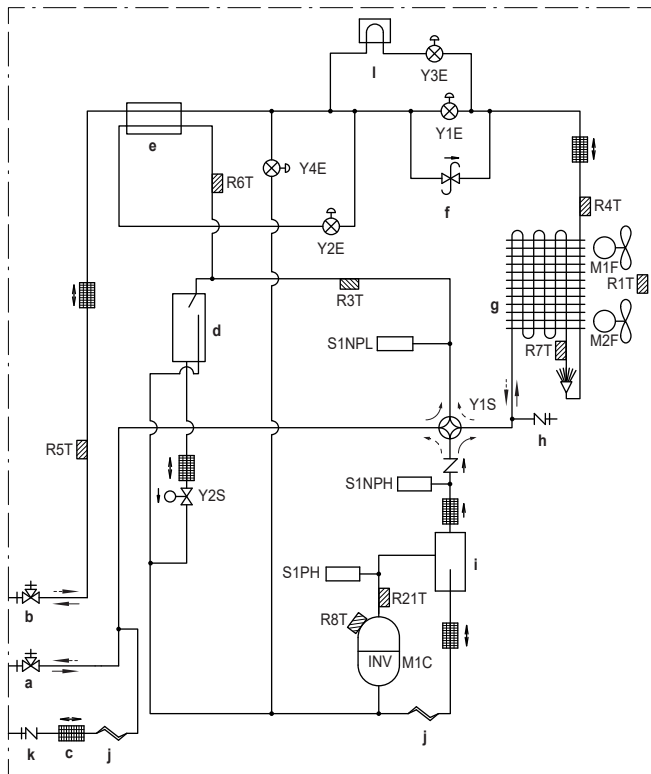 l
Y3E
Y1E
e
R6T
Y4E
f
R4T
Y2E
M1F
R1T
g
R3T
d
M2F
S1NPL
R7T
Y1S
h
R5T
S1NPH
Y2S
i
S1PH
R21T
b
R8T
INV
M1C
a
j
k
c
j